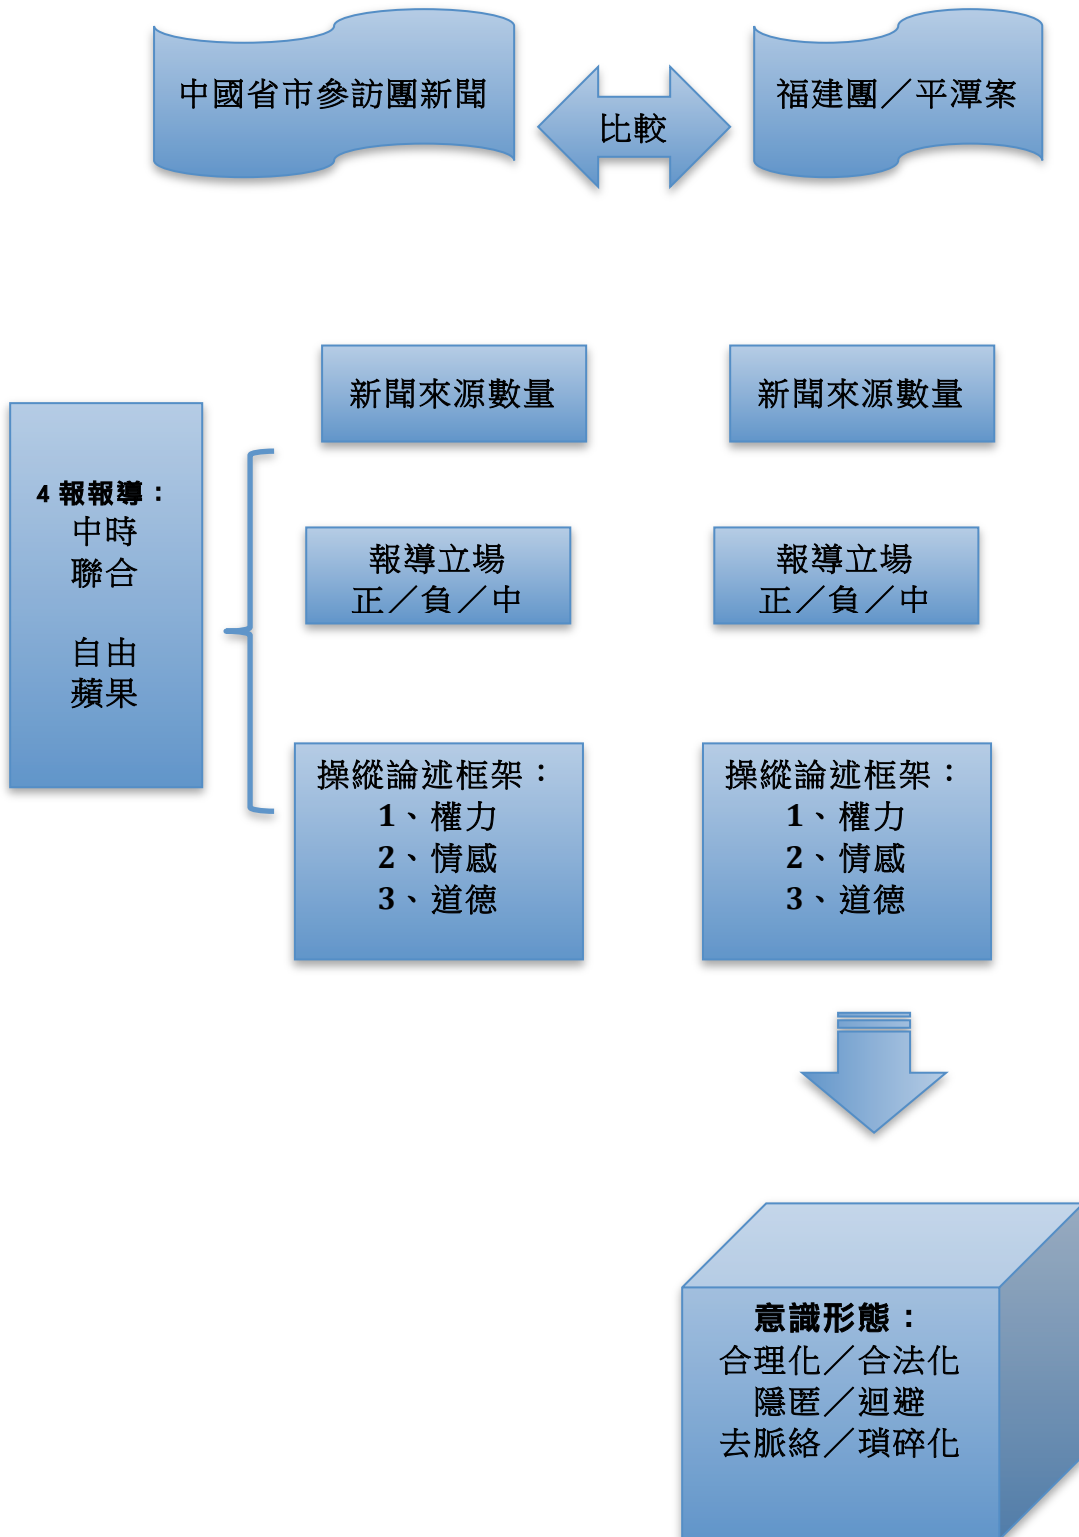 中國省市參訪團新聞
比較
福建團／平潭案
新聞來源數量
新聞來源數量
4 報報導：
中時
聯合
自由
蘋果
報導立場
正／負／中
報導立場
正／負／中
操縱論述框架：
1、權力
2、情感
3、道德
操縱論述框架：
1、權力
2、情感
3、道德
意識形態：
合理化／合法化
隱匿／迴避
去脈絡／瑣碎化